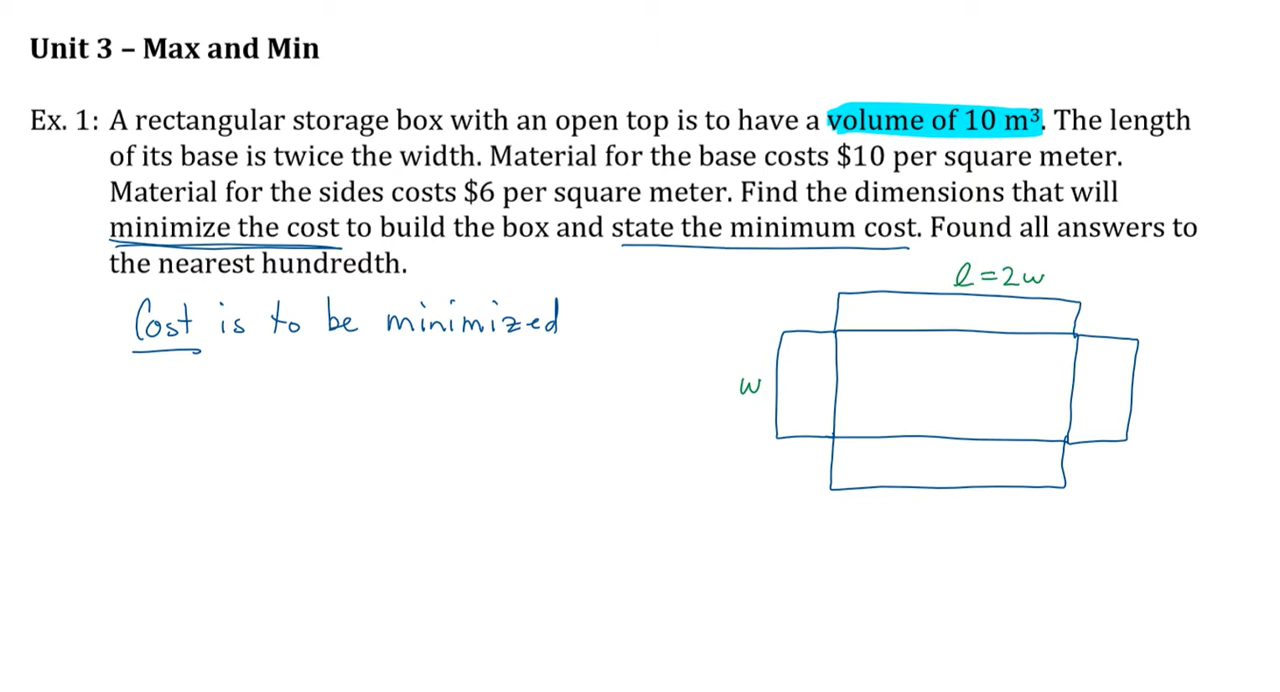 Unit 3 – Max and Min
Ex. 1: A rectangular storage box with an open top is to have a volume of 10 m³. The length
of its base is twice the width. Material for the base costs $10 per square meter.
Material for the sides costs $6 per square meter. Find the dimensions that will
minimize the cost to build the box and state the minimum cost. Found all answers to
the nearest hundredth.
l = 2w
Cost is to be minimized
w